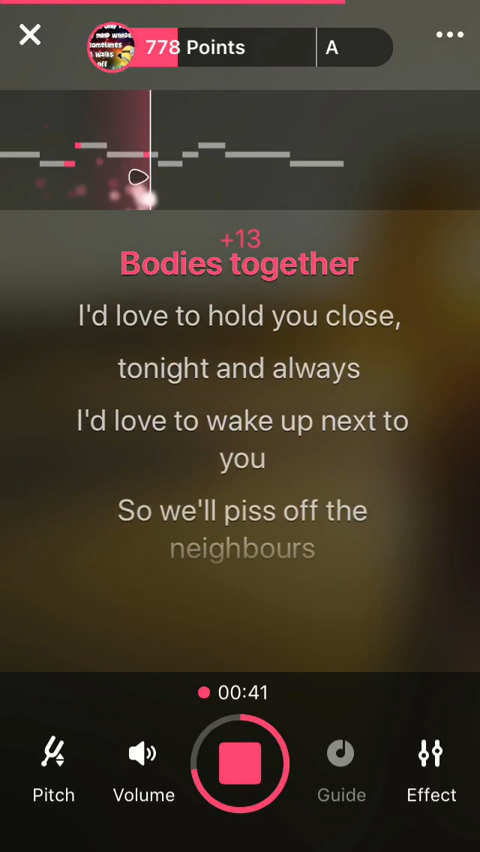 778 Points
A
+13
Bodies together
I'd love to hold you close,
tonight and always
I'd love to wake up next to
you
So we'll piss off the
neighbours
00:41
Pitch
Volume
Guide
Effect